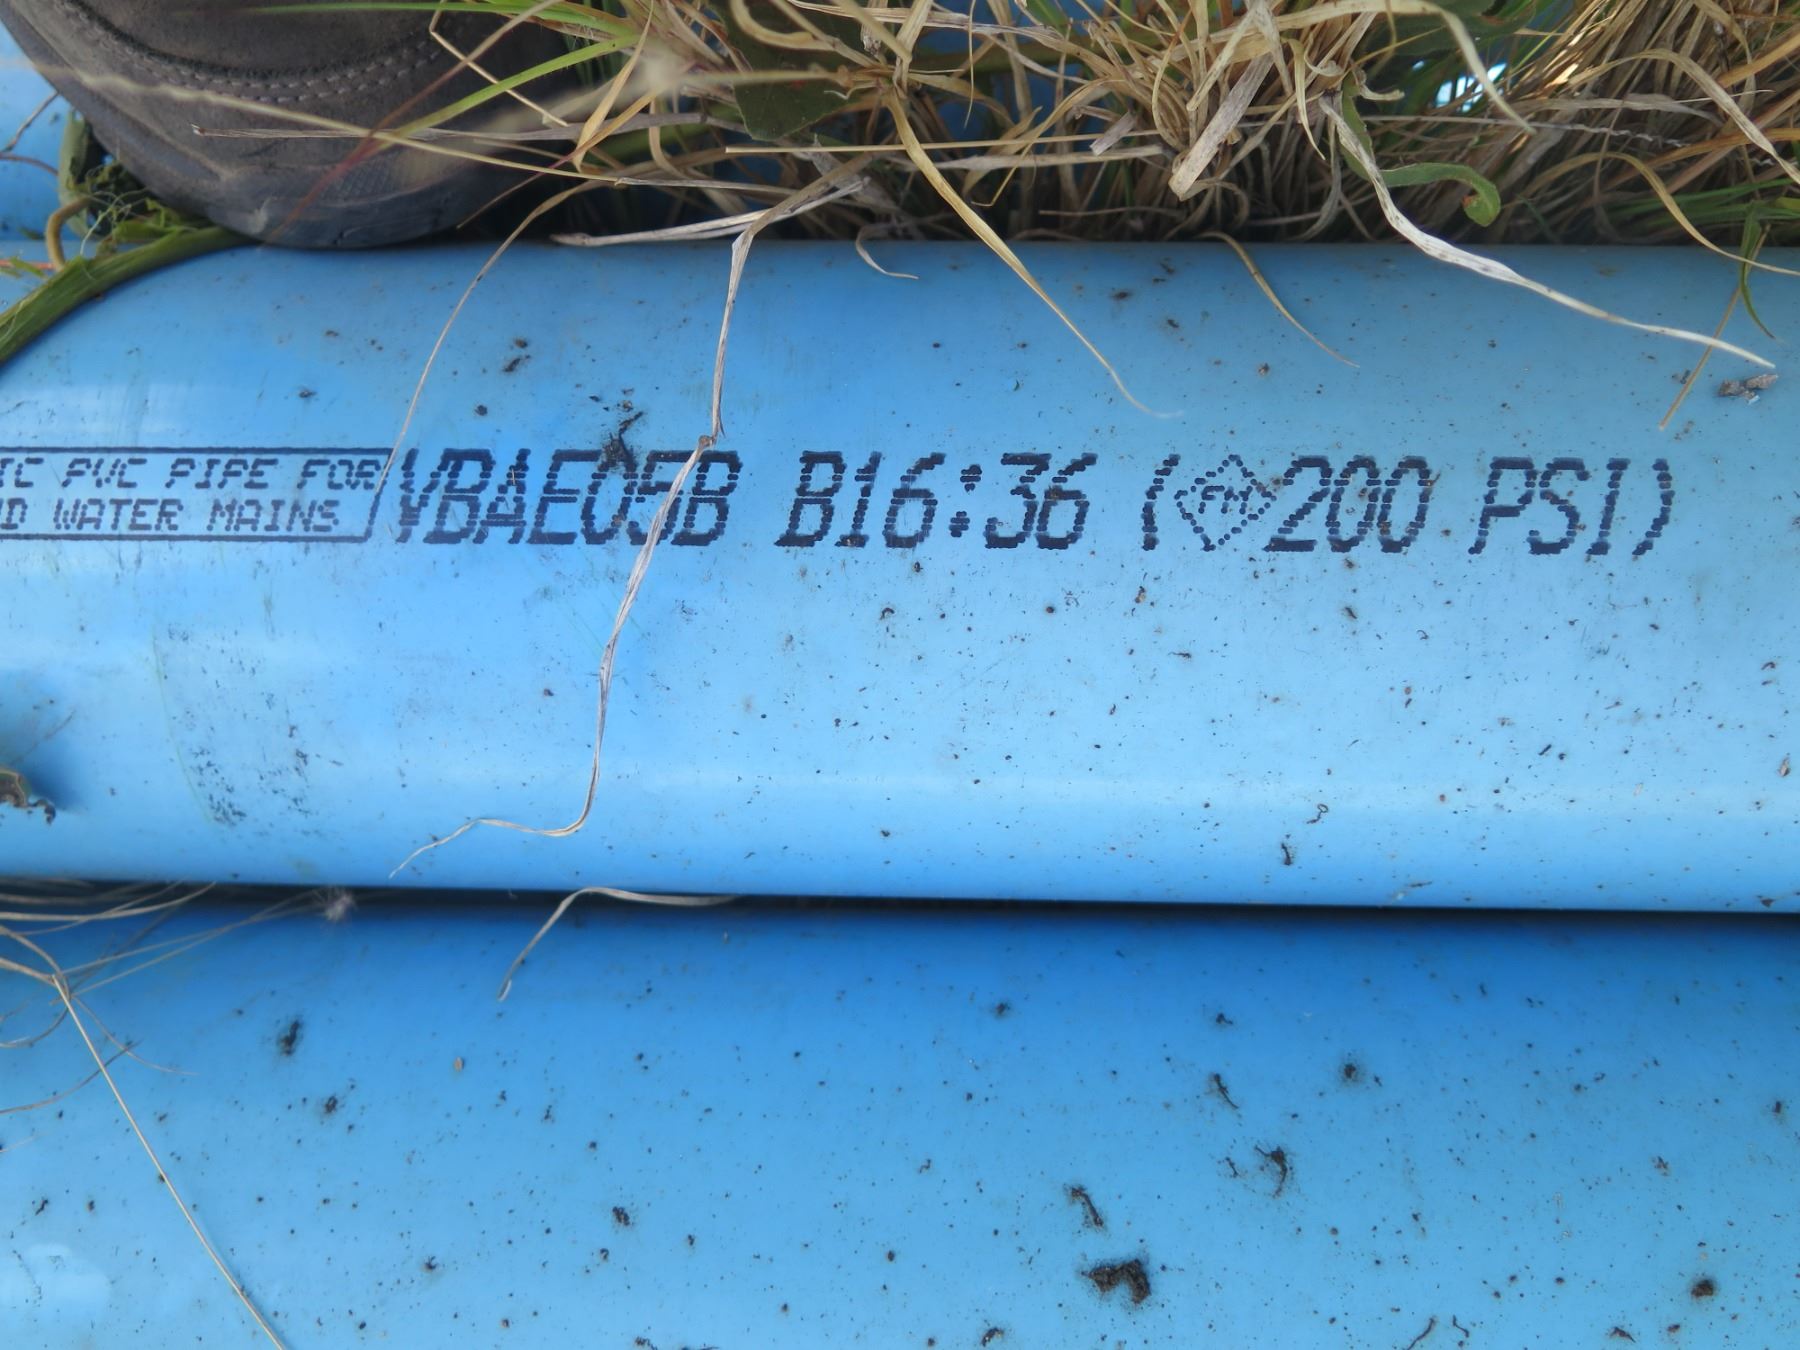 IC PVC PIPE FOR
D WATER MAINS
VBAE05B B16:36 (FM 200 PSI)